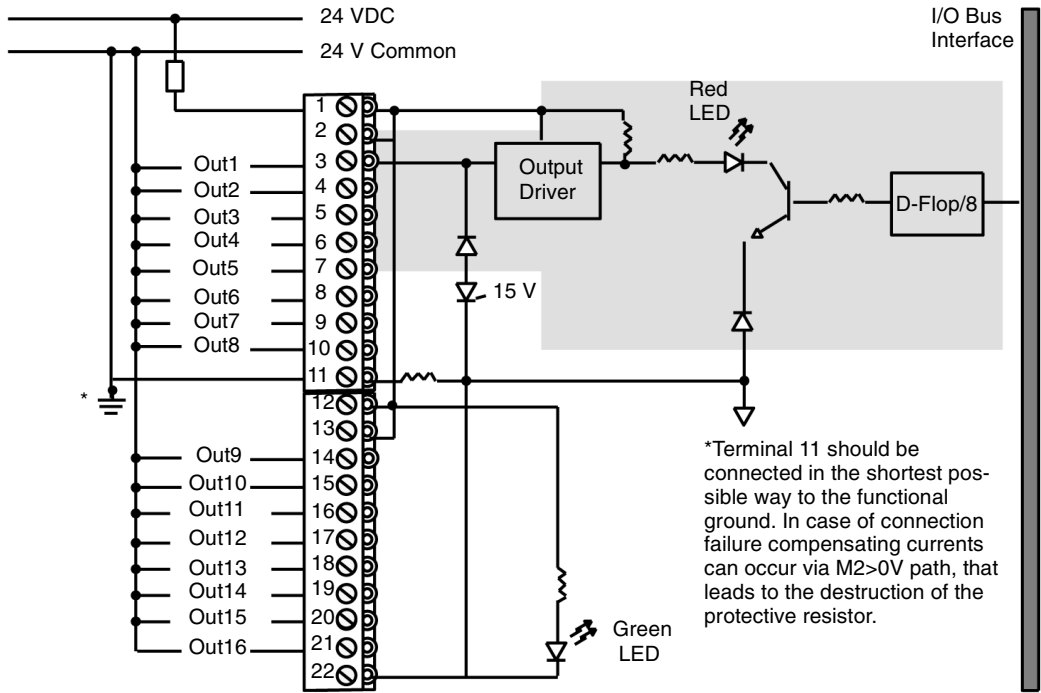 24 VDC
24 V Common
I/O Bus
Interface
Red
LED
1
2
Out1 3
Out2 4
Out3 5
Out4 6
Out5 7
Out6 8
Out7 9
Out8 10
* 11
12
13
Out9 14
Out10 15
Out11 16
Out12 17
Out13 18
Out14 19
Out15 20
Out16 21
22
Output
Driver
D-Flop/8
15 V
Green
LED
*Terminal 11 should be
connected in the shortest pos-
sible way to the functional
ground. In case of connection
failure compensating currents
can occur via M2>0V path, that
leads to the destruction of the
protective resistor.